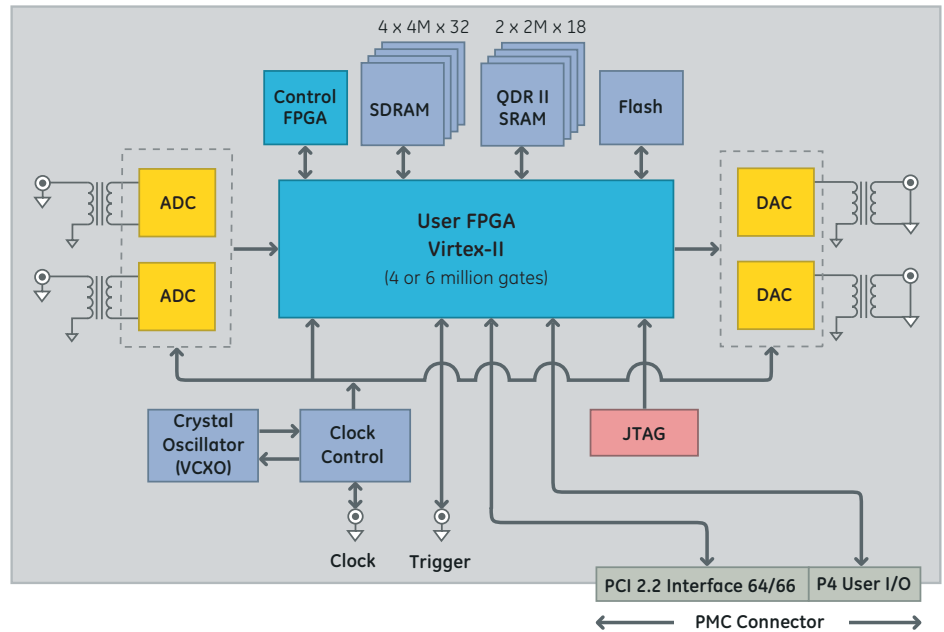 4 x 4M x 32
2 x 2M x 18
Control
FPGA
SDRAM
QDR II
SRAM
Flash
ADC
User FPGA
Virtex-II
(4 or 6 million gates)
DAC
ADC
DAC
Crystal
Oscillator
(VCXO)
Clock
Control
JTAG
Clock
Trigger
PCI 2.2 Interface 64/66
P4 User I/O
PMC Connector